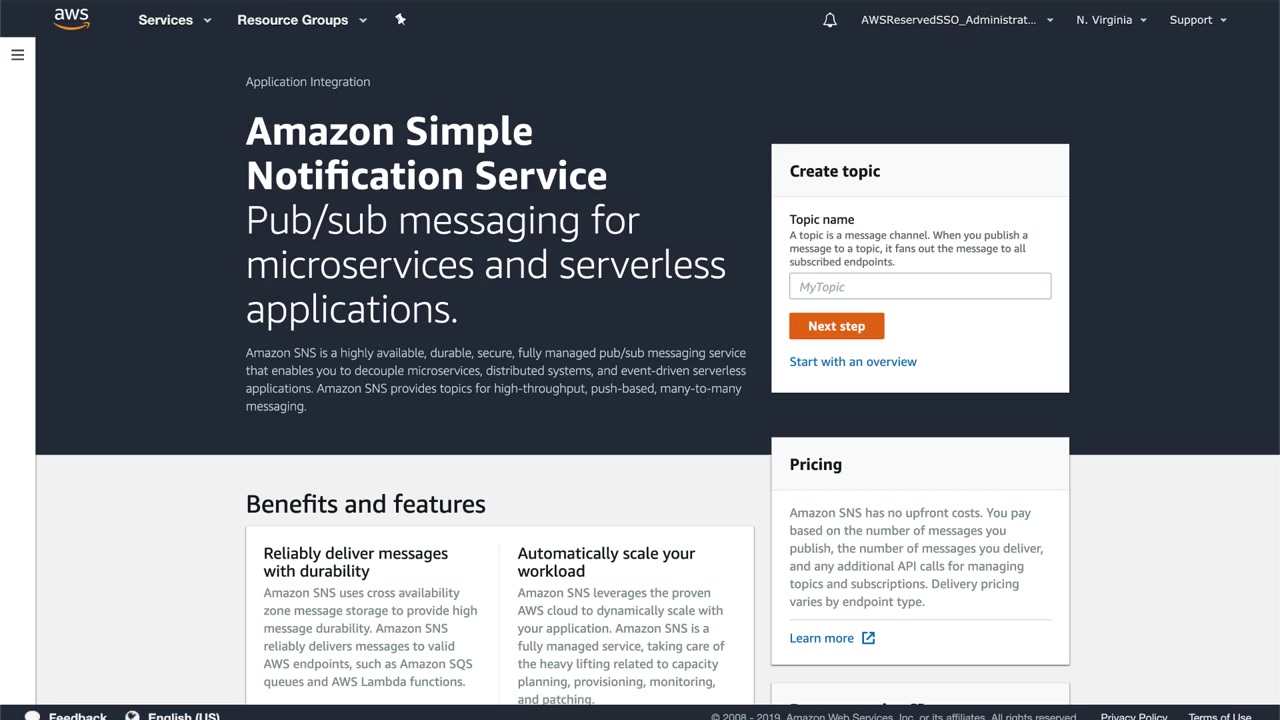 aws
Services
Resource Groups
AWSReservedSSO_Administrat...
N. Virginia
Support
Application Integration
Amazon Simple
Notification Service
Pub/sub messaging for
microservices and serverless
applications.
Amazon SNS is a highly available, durable, secure, fully managed pub/sub messaging service
that enables you to decouple microservices, distributed systems, and event-driven serverless
applications. Amazon SNS provides topics for high-throughput, push-based, many-to-many
messaging.
Create topic
Topic name
A topic is a message channel. When you publish a
message to a topic, it fans out the message to all
subscribed endpoints.
MyTopic
Next step
Start with an overview
Pricing
Amazon SNS has no upfront costs. You pay
based on the number of messages you
publish, the number of messages you deliver,
and any additional API calls for managing
topics and subscriptions. Delivery pricing
varies by endpoint type.
Learn more
Benefits and features
Reliably deliver messages
with durability
Amazon SNS uses cross availability
zone message storage to provide high
message durability. Amazon SNS
reliably delivers messages to valid
AWS endpoints, such as Amazon SQS
queues and AWS Lambda functions.
Automatically scale your
workload
Amazon SNS leverages the proven
AWS cloud to dynamically scale with
your application. Amazon SNS is a
fully managed service, taking care of
the heavy lifting related to capacity
planning, provisioning, monitoring,
and patching.
Feedback
English (US)
© 2008 - 2019, Amazon Web Services, Inc. or its affiliates. All rights reserved.
Privacy Policy
Terms of Use